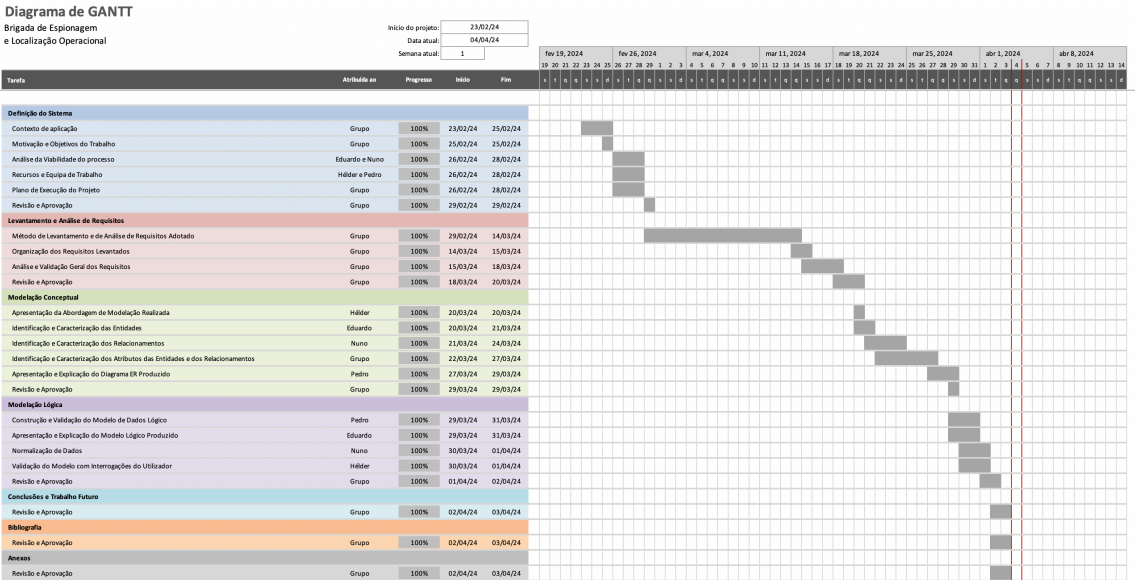 Diagrama de GANTT
Brigada de Espionagem
e Localização Operacional
Início do projeto: 23/02/24
Data atual: 04/04/24
Semana atual: 1
fev 19, 2024 fev 26, 2024 mar 4, 2024 mar 11, 2024 mar 18, 2024 mar 25, 2024 abr 1, 2024 abr 8, 2024
19 20 21 22 23 24 25 26 27 28 29 1 2 3 4 5 6 7 8 9 10 11 12 13 14 15 16 17 18 19 20 21 22 23 24 25 26 27 28 29 30 31 1 2 3 4 5 6 7 8 9 10 11 12 13 14
Tarefa Atribuída ao Progresso Início Fim s t q q s s d s t q q s s d s t q q s s d s t q q s s d s t q q s s d s t q q s s d s t q q s s d s t q q s s d
Definição do Sistema
Contexto de aplicação Grupo 100% 23/02/24 25/02/24
Motivação e Objetivos do Trabalho Grupo 100% 25/02/24 25/02/24
Análise da Viabilidade do processo Eduardo e Nuno 100% 26/02/24 28/02/24
Recursos e Equipa de Trabalho Hélder e Pedro 100% 26/02/24 28/02/24
Plano de Execução do Projeto Grupo 100% 26/02/24 28/02/24
Revisão e Aprovação Grupo 100% 29/02/24 29/02/24
Levantamento e Análise de Requisitos
Método de Levantamento e de Análise de Requisitos Adotado Grupo 100% 29/02/24 14/03/24
Organização dos Requisitos Levantados Grupo 100% 14/03/24 15/03/24
Análise e Validação Geral dos Requisitos Grupo 100% 15/03/24 18/03/24
Revisão e Aprovação Grupo 100% 18/03/24 20/03/24
Modelação Conceptual
Apresentação da Abordagem de Modelação Realizada Hélder 100% 20/03/24 20/03/24
Identificação e Caracterização das Entidades Eduardo 100% 20/03/24 21/03/24
Identificação e Caracterização dos Relacionamentos Nuno 100% 21/03/24 24/03/24
Identificação e Caracterização dos Atributos das Entidades e dos Relacionamentos Grupo 100% 22/03/24 27/03/24
Apresentação e Explicação do Diagrama ER Produzido Pedro 100% 27/03/24 29/03/24
Revisão e Aprovação Grupo 100% 29/03/24 29/03/24
Modelação Lógica
Construção e Validação do Modelo de Dados Lógico Pedro 100% 29/03/24 31/03/24
Apresentação e Explicação do Modelo Lógico Produzido Eduardo 100% 29/03/24 31/03/24
Normalização de Dados Nuno 100% 30/03/24 01/04/24
Validação do Modelo com Interrogações do Utilizador Hélder 100% 30/03/24 01/04/24
Revisão e Aprovação Grupo 100% 01/04/24 02/04/24
Conclusões e Trabalho Futuro
Revisão e Aprovação Grupo 100% 02/04/24 03/04/24
Bibliografia
Revisão e Aprovação Grupo 100% 02/04/24 03/04/24
Anexos
Revisão e Aprovação Grupo 100% 02/04/24 03/04/24